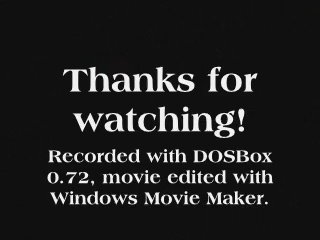 Thanks for
watching!
Recorded with DOSBox
0.72, movie edited with
Windows Movie Maker.